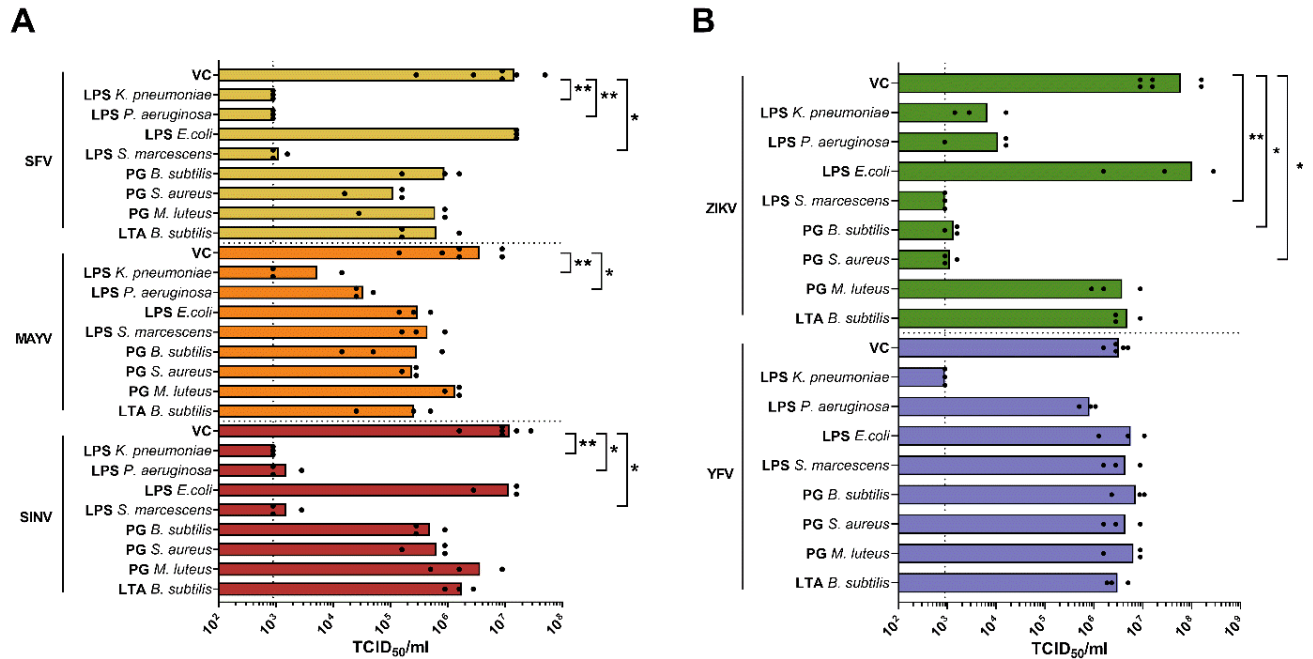 A
SFV
VC
LPS K. pneumoniae
LPS P. aeruginosa
LPS E.coli
LPS S. marcescens
PG B. subtilis
PG S. aureus
PG M. luteus
LTA B. subtilis
** ** *
MAYV
VC
LPS K. pneumoniae
LPS P. aeruginosa
LPS E.coli
LPS S. marcescens
PG B. subtilis
PG S. aureus
PG M. luteus
LTA B. subtilis
** *
SINV
VC
LPS K. pneumoniae
LPS P. aeruginosa
LPS E.coli
LPS S. marcescens
PG B. subtilis
PG S. aureus
PG M. luteus
LTA B. subtilis
** * *
10² 10³ 10⁴ 10⁵ 10⁶ 10⁷ 10⁸
TCID₅₀/ml
B
ZIKV
VC
LPS K. pneumoniae
LPS P. aeruginosa
LPS E.coli
LPS S. marcescens
PG B. subtilis
PG S. aureus
PG M. luteus
LTA B. subtilis
** * *
YFV
VC
LPS K. pneumoniae
LPS P. aeruginosa
LPS E.coli
LPS S. marcescens
PG B. subtilis
PG S. aureus
PG M. luteus
LTA B. subtilis
10² 10³ 10⁴ 10⁵ 10⁶ 10⁷ 10⁸ 10⁹
TCID₅₀/ml